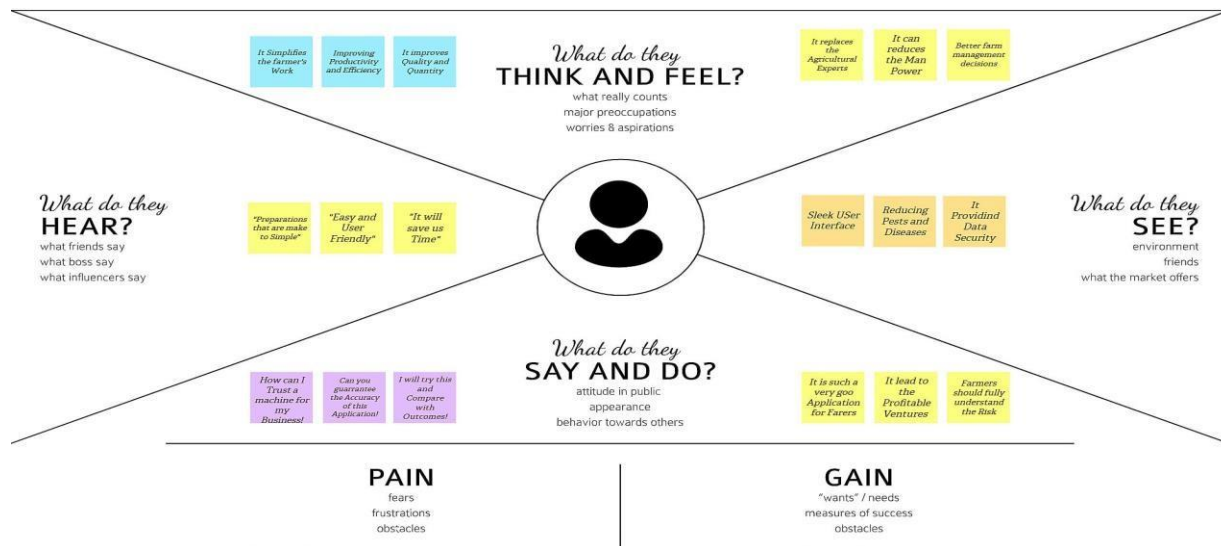 It Simplifies
the farmer's
Work
Improving
Productivity
and Efficiency
It improves
Quality and
Quantity
What do they
THINK AND FEEL?
what really counts
major preoccupations
worries & aspirations
It replaces
the
Agricultural
Experts
It can
reduces
the Man
Power
Better farm
management
decisions
What do they
HEAR?
what friends say
what boss say
what influencers say
"Preparations
that are make
to Simple"
"Easy and
User
Friendly"
"It will
save us
Time"
Sleek USer
Interface
Reducing
Pests and
Diseases
It
Providind
Data
Security
What do they
SEE?
environment
friends
what the market offers
What do they
SAY AND DO?
attitude in public
appearance
behavior towards others
How can I
Trust a
machine for
my
Business!
Can you
guarrantee
the Accuracy
of this
Application!
I will try this
and
Compare
with
Outcomes!
It is such a
very goo
Application
for Farers
It lead to
the
Profitable
Ventures
Farmers
should fully
understand
the Risk
PAIN
fears
frustrations
obstacles
GAIN
"wants" / needs
measures of success
obstacles